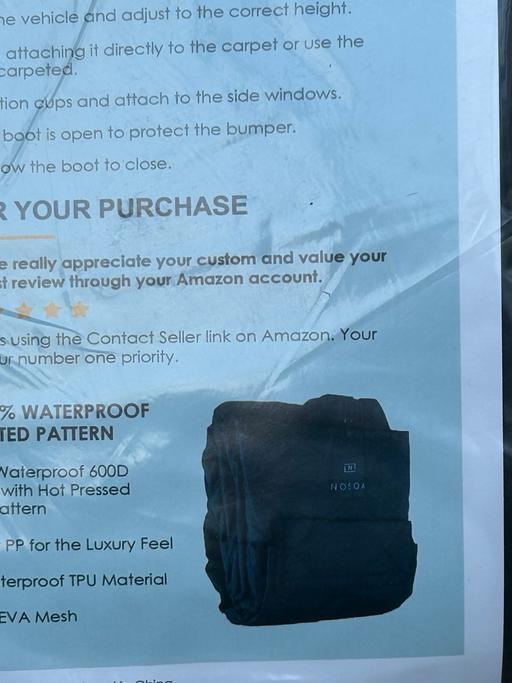 he vehicle and adjust to the correct height.
attaching it directly to the carpet or use the
carpeted.
tion cups and attach to the side windows.
boot is open to protect the bumper.
ow the boot to close.
R YOUR PURCHASE
e really appreciate your custom and value your
st review through your Amazon account.
s using the Contact Seller link on Amazon. Your
ur number one priority.
% WATERPROOF
TED PATTERN
Waterproof 600D
with Hot Pressed
attern
PP for the Luxury Feel
terproof TPU Material
EVA Mesh
N
NOSOA